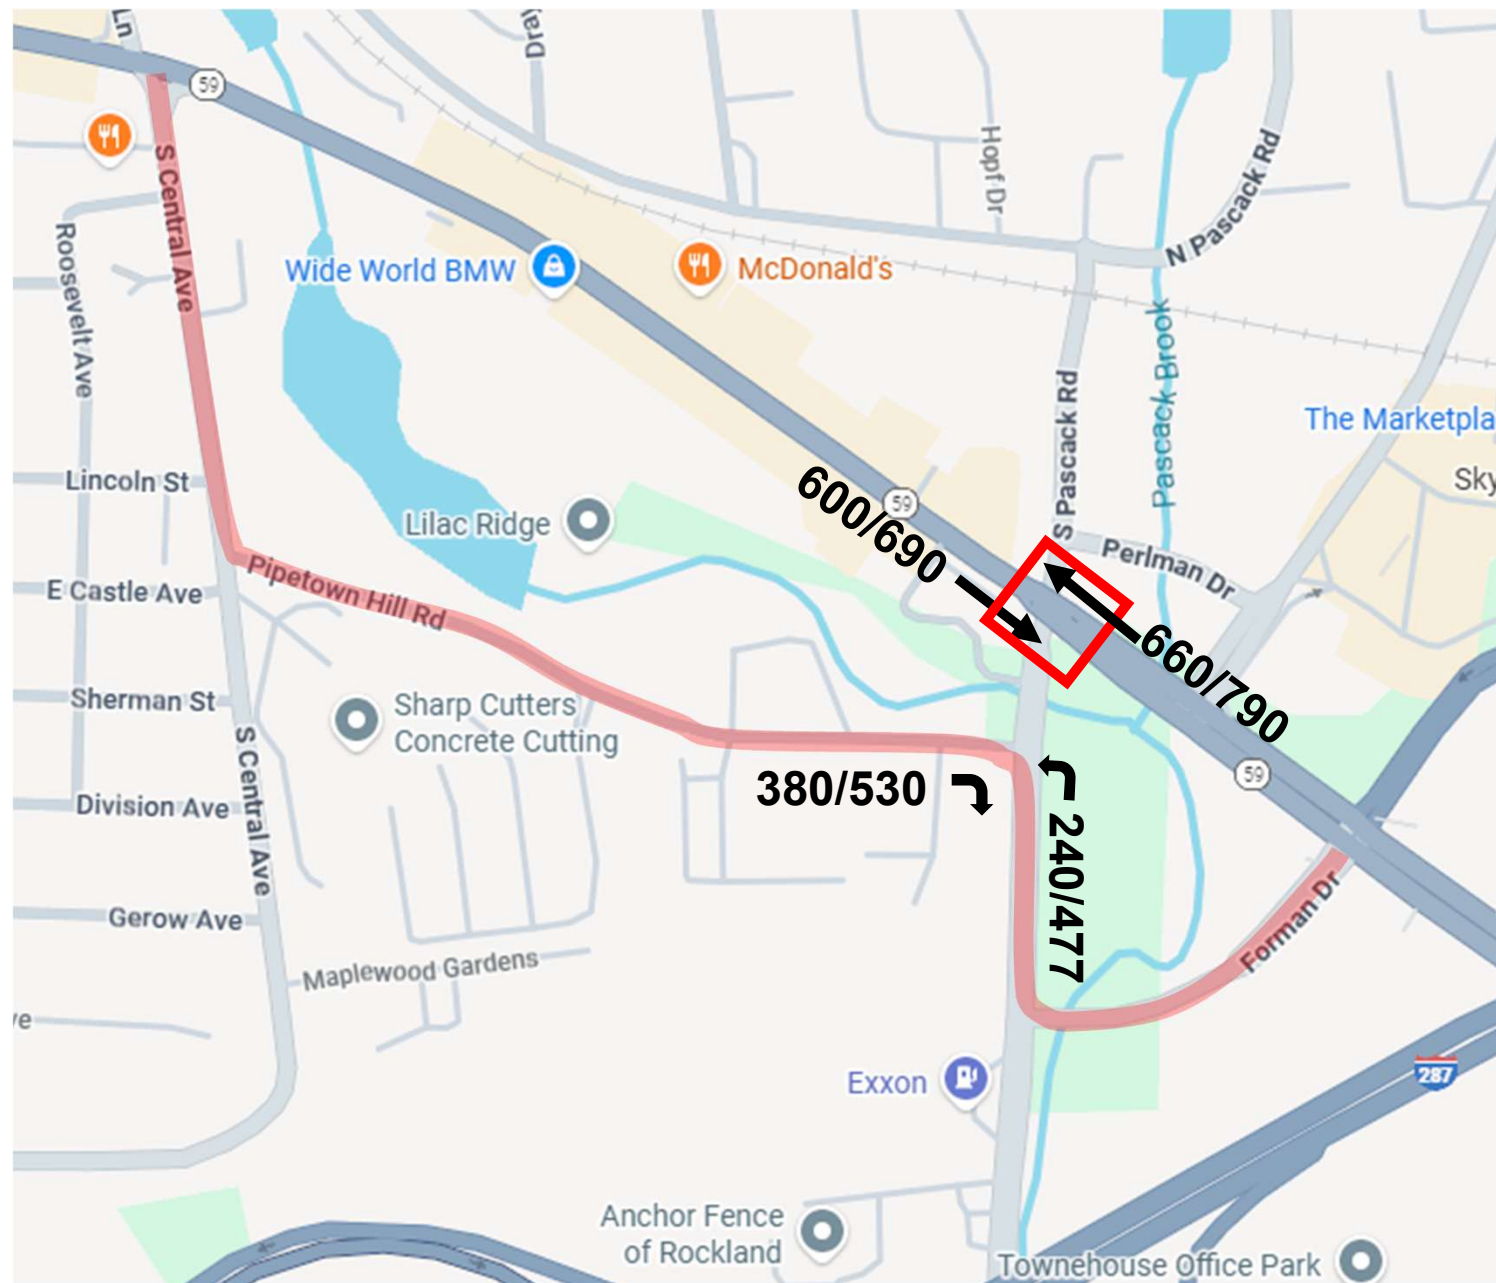 Ln
Dray
59
Hopf Dr
N Pascack Rd
S Central Ave
Roosevelt Ave
Wide World BMW
McDonald's
Pascack Brook
S Pascack Rd
The Marketpla
Sky
Lincoln St
600/690
59
Lilac Ridge
Perlman Dr
Pipetown Hill Rd
E Castle Ave
660/790
Sherman St
Sharp Cutters
Concrete Cutting
S Central Ave
59
380/530
Division Ave
240/477
Forman Dr
Gerow Ave
Maplewood Gardens
ve
Exxon
287
Anchor Fence
of Rockland
Townehouse Office Park